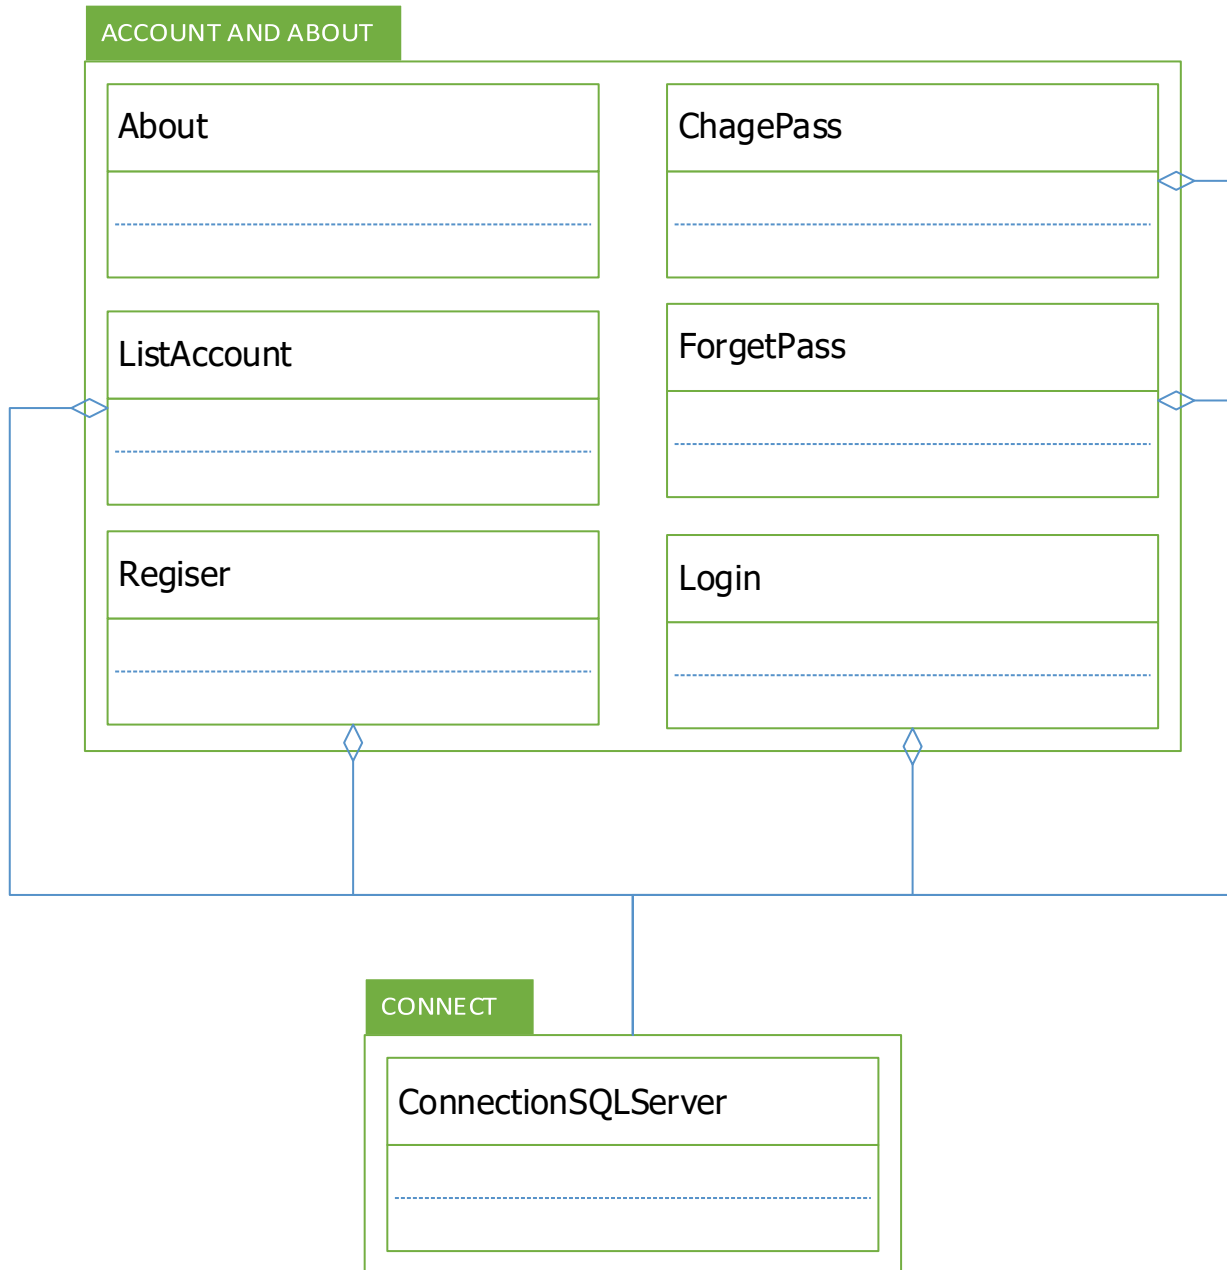 ACCOUNT AND ABOUT
About
ChagePass
ListAccount
ForgetPass
Regiser
Login
CONNECT
ConnectionSQLServer